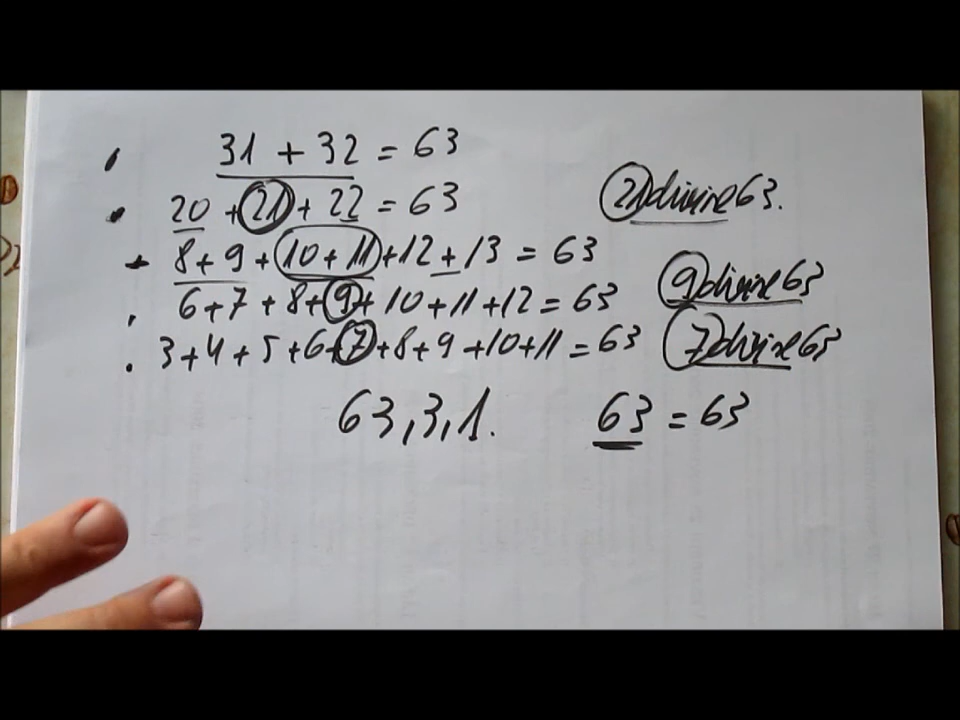 31 + 32 = 63
20 + 21 + 22 = 63 21 divise 63.
8 + 9 + 10 + 11 + 12 + 13 = 63
6 + 7 + 8 + 9 + 10 + 11 + 12 = 63 9 divise 63
3 + 4 + 5 + 6 + 7 + 8 + 9 + 10 + 11 = 63 7 divise 63
63, 3, 1. 63 = 63